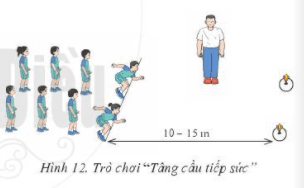 10 – 15 m
Hình 12. Trò chơi “Tâng cầu tiếp sức”